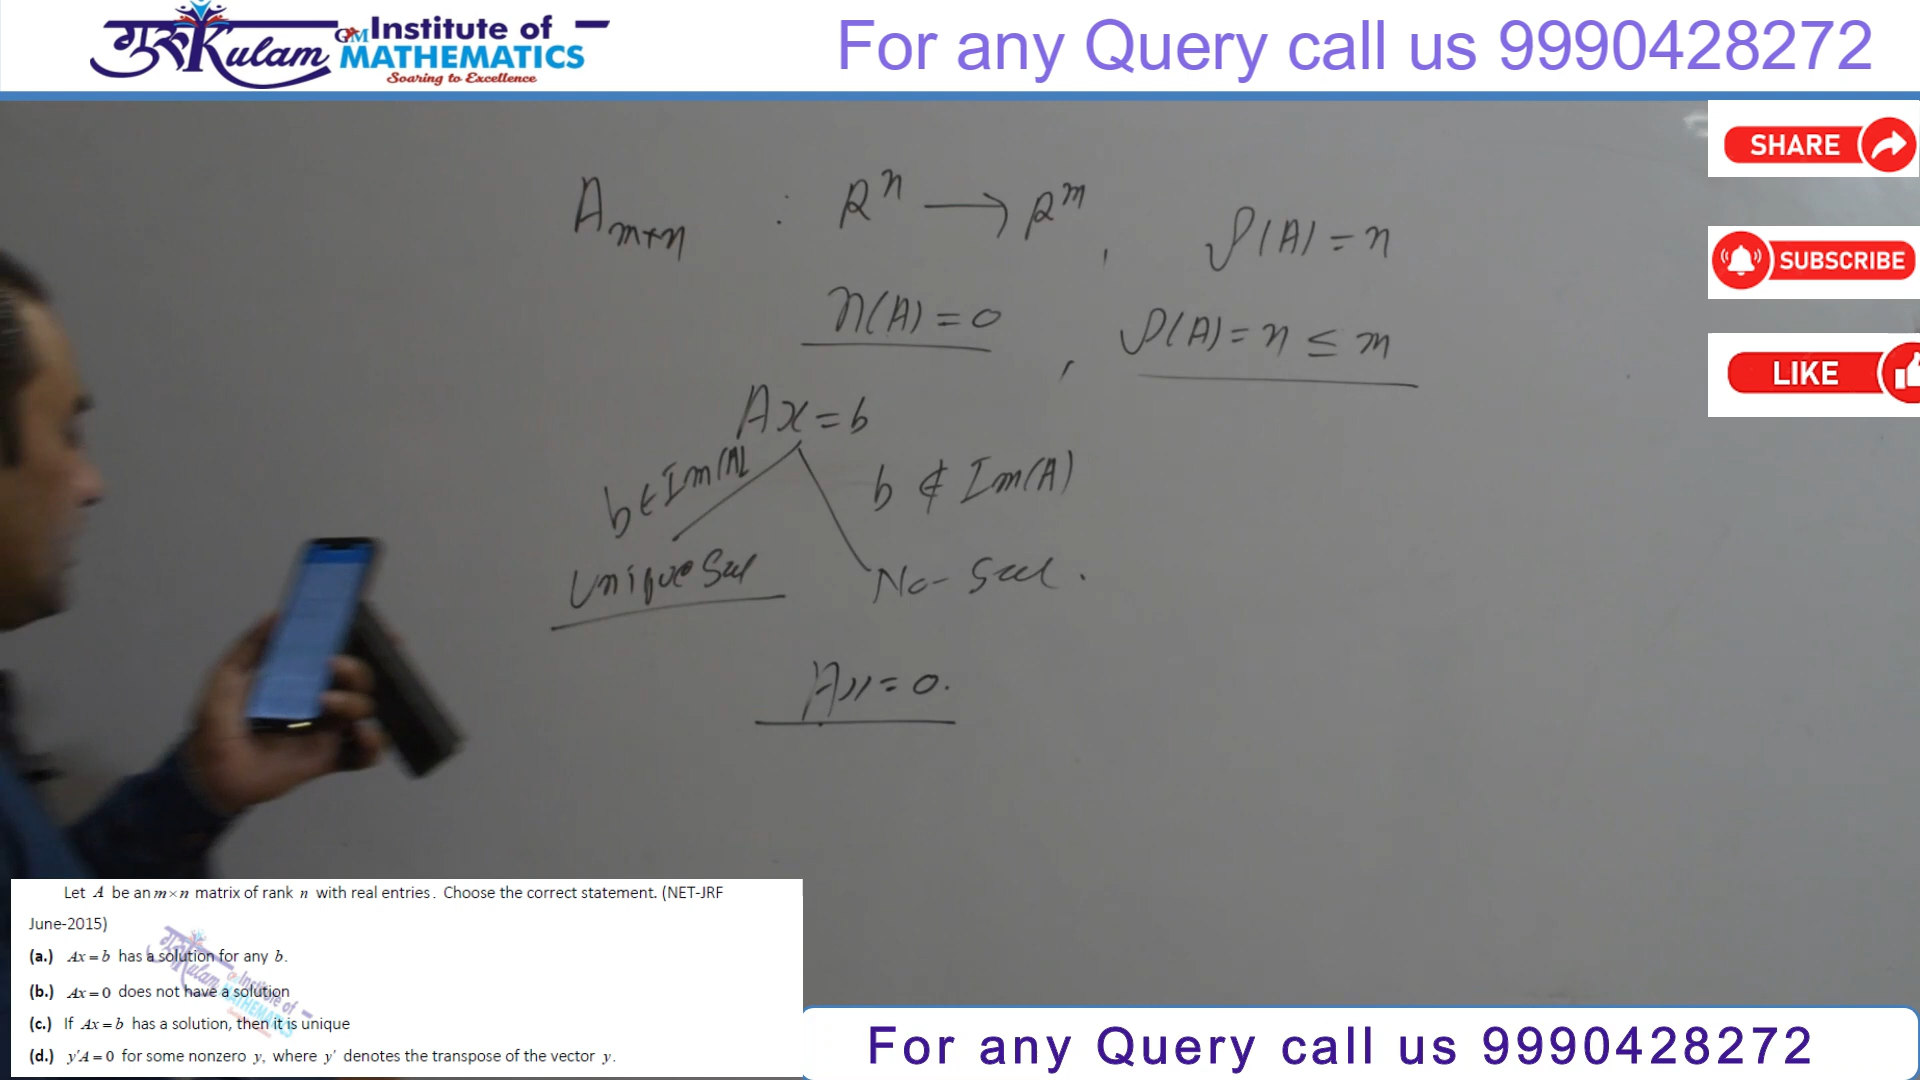 गुरुKulam GM Institute of MATHEMATICS Soaring to Excellence
For any Query call us 9990428272
SHARE
SUBSCRIBE
LIKE
A m×n : R^n → R^m , ρ(A) = n
η(A) = 0 , ρ(A) = n ≤ m
Ax = b
b ∈ Im(A) b ∉ Im(A)
Unique Sol No- Sol.
= 0.
Let A be an m×n matrix of rank n with real entries. Choose the correct statement. (NET-JRF
June-2015)
(a.) Ax = b has a solution for any b.
(b.) Ax = 0 does not have a solution
(c.) If Ax = b has a solution, then it is unique
(d.) y'A = 0 for some nonzero y, where y' denotes the transpose of the vector y.
For any Query call us 9990428272